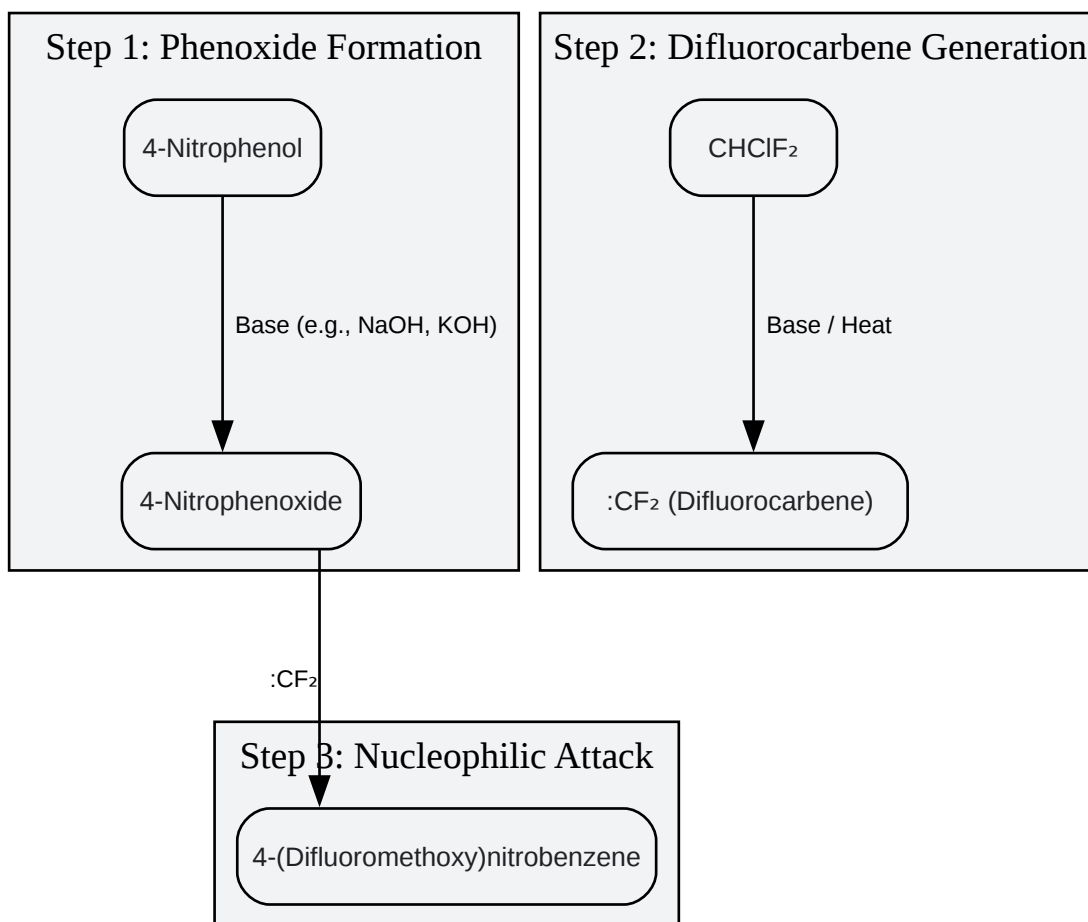 Step 1: Phenoxide Formation
4-Nitrophenol
Base (e.g., NaOH, KOH)
4-Nitrophenoxide
Step 2: Difluorocarbene Generation
CHClF₂
Base / Heat
:CF₂ (Difluorocarbene)
:CF₂
Step 3: Nucleophilic Attack
4-(Difluoromethoxy)nitrobenzene